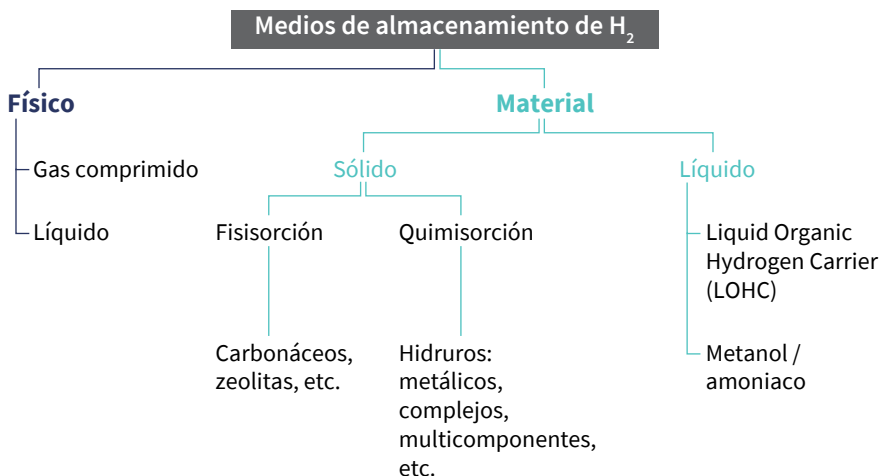 Medios de almacenamiento de H₂
Físico
Gas comprimido
Líquido
Material
Sólido
Fisisorción
Carbonáceos,
zeolitas, etc.
Quimisorción
Hidruros:
metálicos,
complejos,
multicomponentes,
etc.
Líquido
Liquid Organic
Hydrogen Carrier
(LOHC)
Metanol /
amoniaco